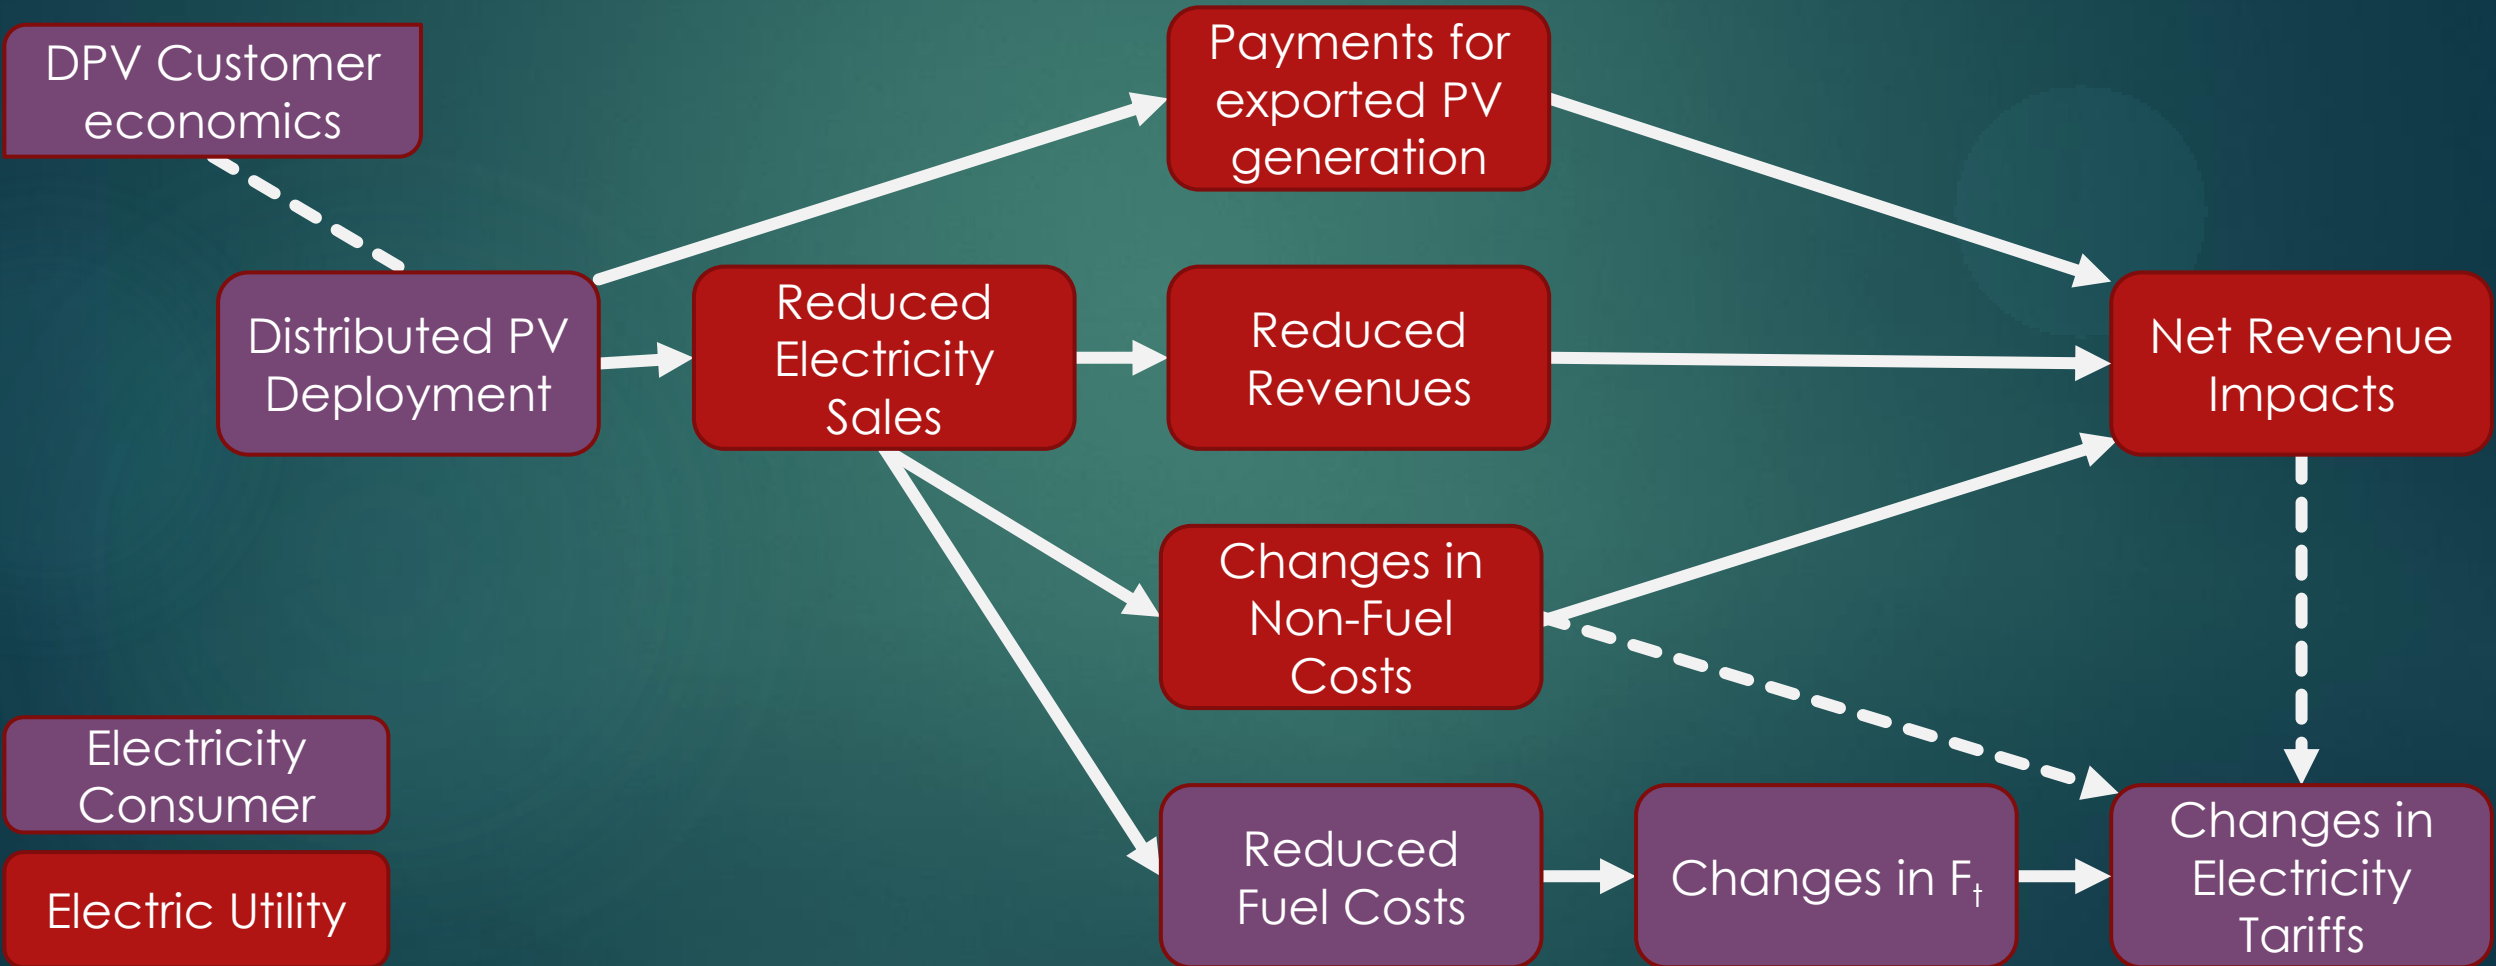 DPV Customer
economics
Payments for
exported PV
generation
Distributed PV
Deployment
Reduced
Electricity
Sales
Reduced
Revenues
Net Revenue
Impacts
Changes in
Non-Fuel
Costs
Electricity
Consumer
Electric Utility
Reduced
Fuel Costs
Changes in Fₜ
Changes in
Electricity
Tariffs